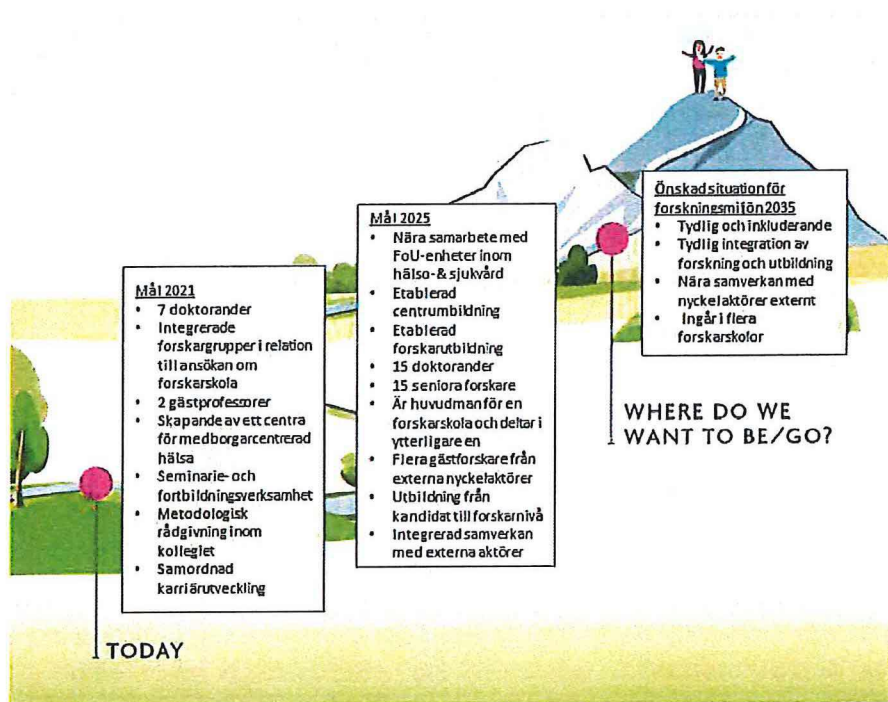 Mål 2021
• 7 doktorander
• Integrerade
forskargrupper i relation
till ansökan om
forskarskola
• 2 gästprofessorer
• Skapande av ett centra
för medborgarcentrerad
hälsa
• Seminarie- och
fortbildningsverksamhet
• Metodologisk
rådgivning inom
kollegiet
• Samordnad
karriärutveckling
TODAY
Mål 2025
• Nära samarbete med
FoU-enheter inom
hälso- & sjukvård
• Etablerad
centrumbildning
• Etablerad
forskarutbildning
• 15 doktorander
• 15 seniora forskare
• Är huvudman för en
forskarskola och deltar i
ytterligare en
• Flera gästforskare från
externa nyckelaktörer
• Utbildning från
kandidat till forskarnivå
• Integrerad samverkan
med externa aktörer
Önskad situation för
forskningsmiljön 2035
• Tydlig och inkluderande
• Tydlig integration av
forskning och utbildning
• Nära samverkan med
nyckelaktörer externt
• Ingår i flera
forskarskolor
WHERE DO WE
WANT TO BE/GO?